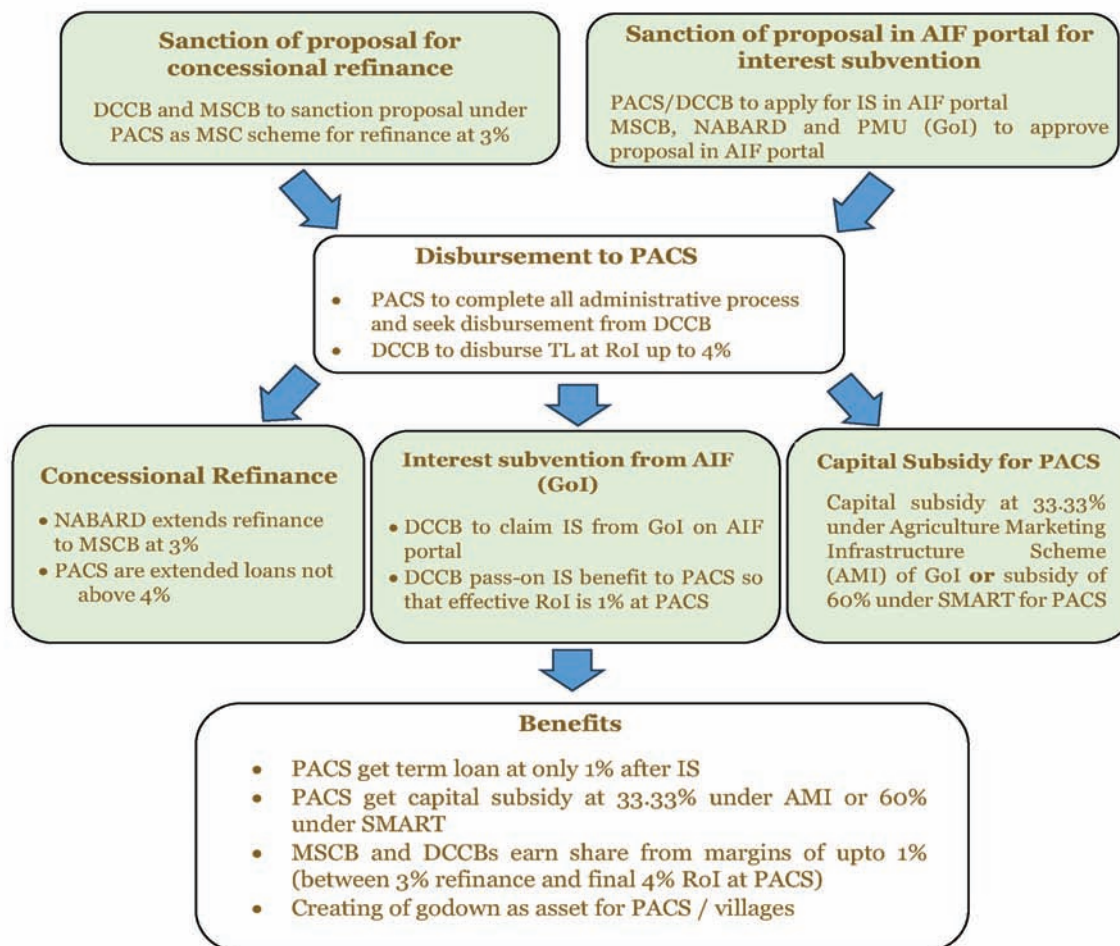 Sanction of proposal for
concessional refinance
DCCB and MSCB to sanction proposal under
PACS as MSC scheme for refinance at 3%
Sanction of proposal in AIF portal for
interest subvention
PACS/DCCB to apply for IS in AIF portal
MSCB, NABARD and PMU (GoI) to approve
proposal in AIF portal
Disbursement to PACS
• PACS to complete all administrative process
and seek disbursement from DCCB
• DCCB to disburse TL at RoI up to 4%
Concessional Refinance
• NABARD extends refinance
to MSCB at 3%
• PACS are extended loans not
above 4%
Interest subvention from AIF
(GoI)
• DCCB to claim IS from GoI on AIF
portal
• DCCB pass-on IS benefit to PACS so
that effective RoI is 1% at PACS
Capital Subsidy for PACS
Capital subsidy at 33.33%
under Agriculture Marketing
Infrastructure Scheme
(AMI) of GoI or subsidy of
60% under SMART for PACS
Benefits
• PACS get term loan at only 1% after IS
• PACS get capital subsidy at 33.33% under AMI or 60%
under SMART
• MSCB and DCCBs earn share from margins of upto 1%
(between 3% refinance and final 4% RoI at PACS)
• Creating of godown as asset for PACS / villages